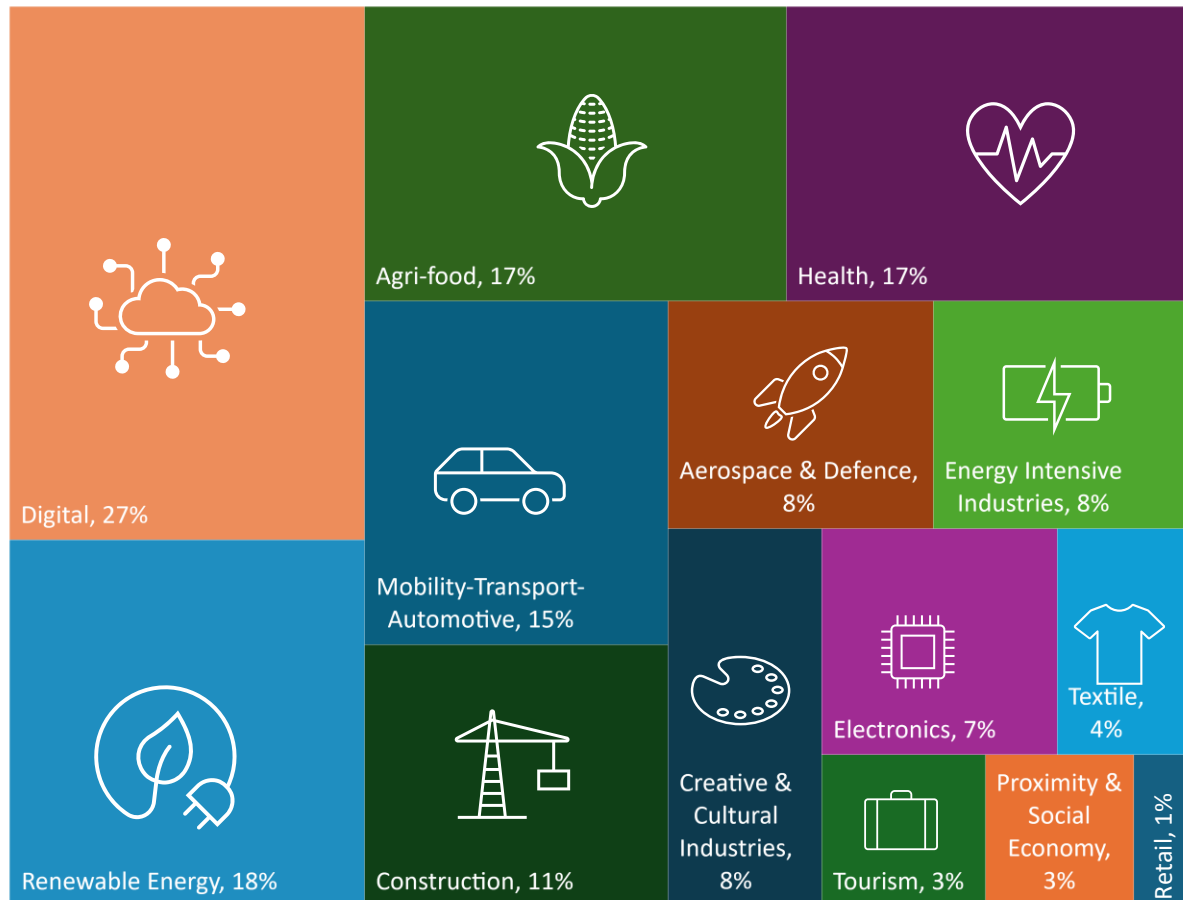 Agri-food, 17%
Health, 17%
Digital, 27%
Aerospace & Defence,
8%
Energy Intensive
Industries, 8%
Mobility-Transport-
Automotive, 15%
Electronics, 7%
Textile,
4%
Renewable Energy, 18%
Construction, 11%
Creative &
Cultural
Industries,
8%
Tourism, 3%
Proximity &
Social
Economy,
3%
Retail, 1%